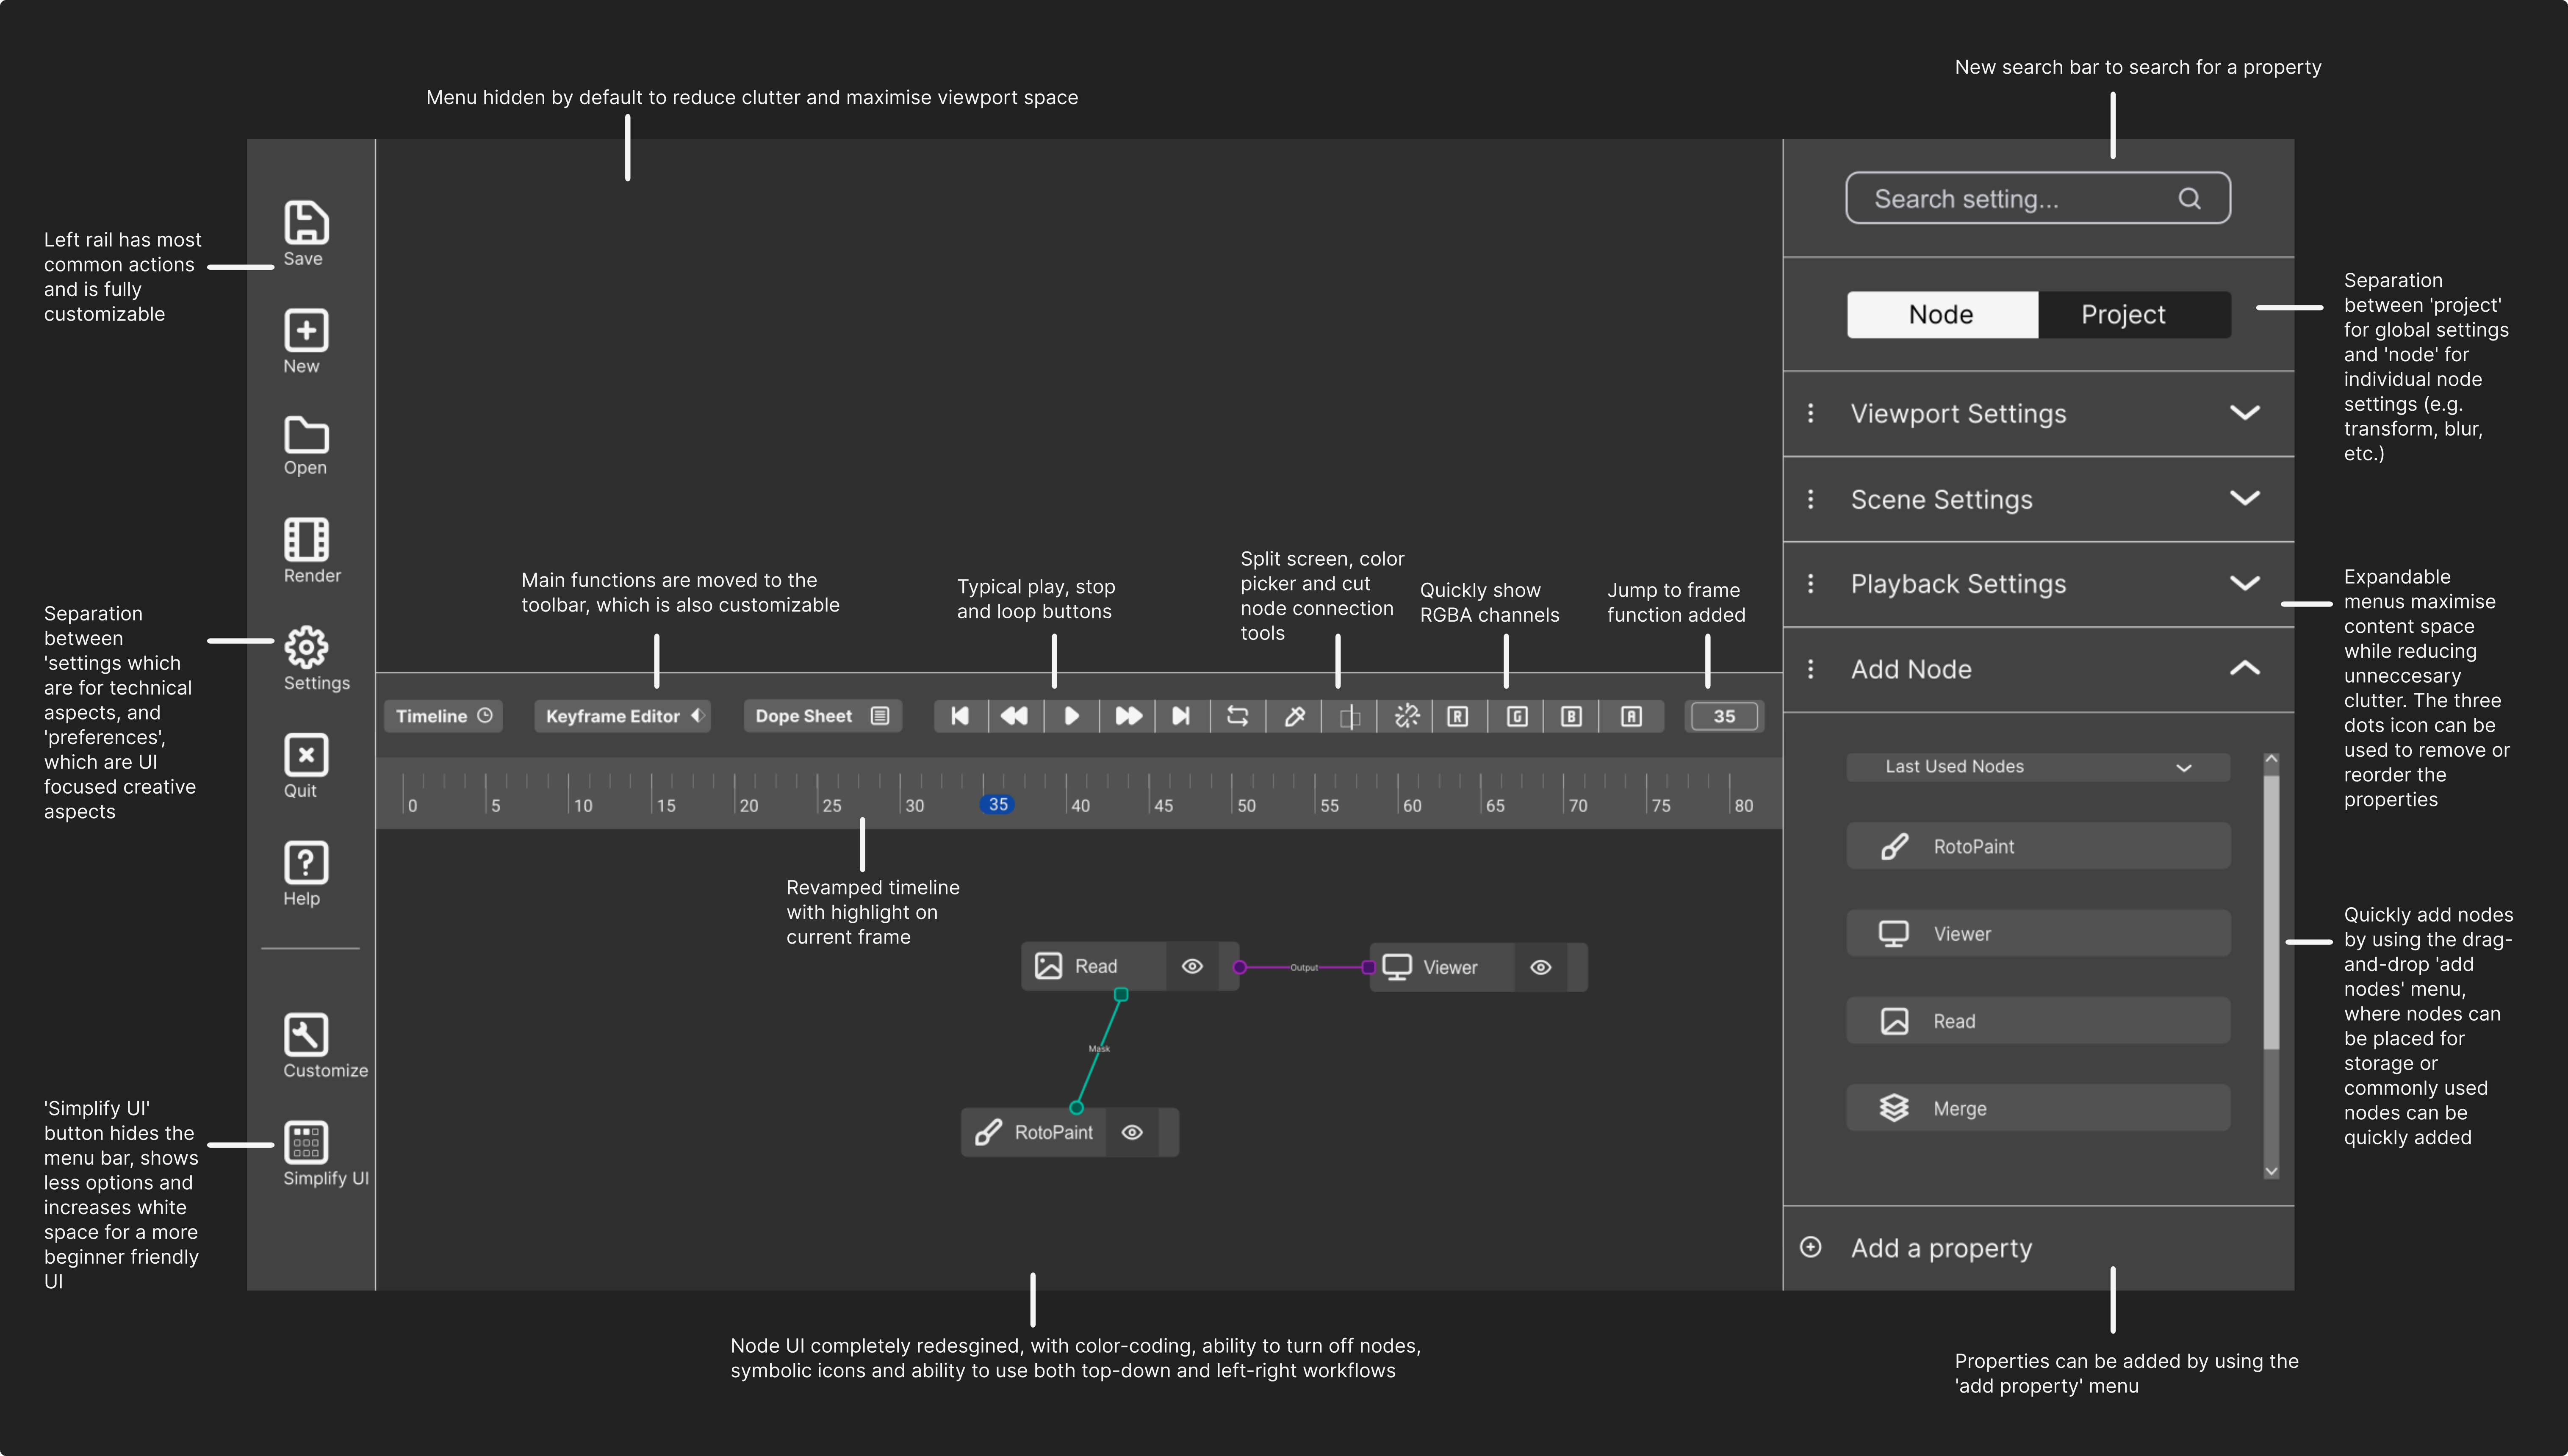 New search bar to search for a property
Menu hidden by default to reduce clutter and maximise viewport space
Left rail has most
common actions
and is fully
customizable
Separation
between
'settings which
are for technical
aspects, and
'preferences',
which are UI
focused creative
aspects
'Simplify UI'
button hides the
menu bar, shows
less options and
increases white
space for a more
beginner friendly
UI
Save
New
Open
Render
Settings
Quit
Help
Customize
Simplify UI
Main functions are moved to the
toolbar, which is also customizable
Typical play, stop
and loop buttons
Split screen, color
picker and cut
node connection
tools
Quickly show
RGBA channels
Jump to frame
function added
Timeline
Keyframe Editor
Dope Sheet
R
G
B
A
35
0 5 10 15 20 25 30 35 40 45 50 55 60 65 70 75 80
Revamped timeline
with highlight on
current frame
Read
Output
Viewer
Mask
RotoPaint
Node UI completely redesgined, with color-coding, ability to turn off nodes,
symbolic icons and ability to use both top-down and left-right workflows
Search setting...
Node
Project
Viewport Settings
Scene Settings
Playback Settings
Add Node
Last Used Nodes
RotoPaint
Viewer
Read
Merge
Add a property
Separation
between 'project'
for global settings
and 'node' for
individual node
settings (e.g.
transform, blur,
etc.)
Expandable
menus maximise
content space
while reducing
unneccesary
clutter. The three
dots icon can be
used to remove or
reorder the
properties
Quickly add nodes
by using the drag-
and-drop 'add
nodes' menu,
where nodes can
be placed for
storage or
commonly used
nodes can be
quickly added
Properties can be added by using the
'add property' menu